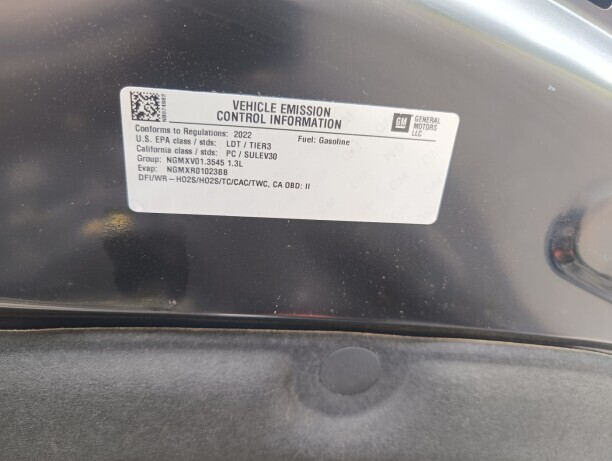 VEHICLE EMISSION
CONTROL INFORMATION
GM
GENERAL
MOTORS
LLC
Conforms to Regulations: 2022
Fuel: Gasoline
U.S. EPA class / stds: LDT / TIER3
California class / stds: PC / SULEV30
Group: NGMXV01.3545 1.3L
Evap: NGMXR0102388
DFI/WR-HO2S/HO2S/TC/CAC/TWC, CA OBD: II